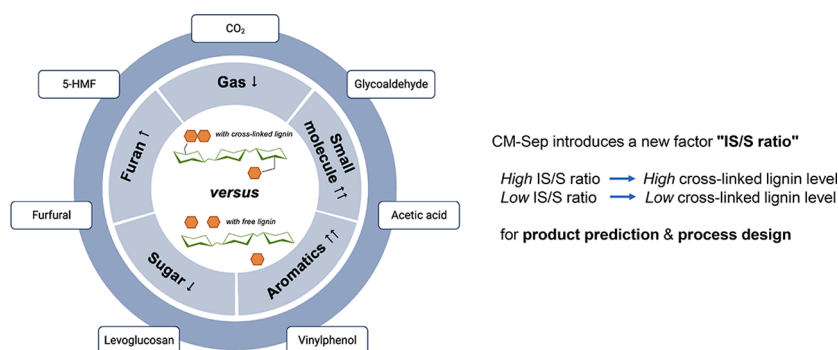 CO₂
5-HMF
Glycoaldehyde
Gas ↓
Furan ↑
Small
molecule ↑↑
with cross-linked lignin
versus
with free lignin
Furfural
Acetic acid
Sugar ↓
Aromatics ↑↑
Levoglucosan
Vinylphenol
CM-Sep introduces a new factor "IS/S ratio"
High IS/S ratio → High cross-linked lignin level
Low IS/S ratio → Low cross-linked lignin level
for product prediction & process design